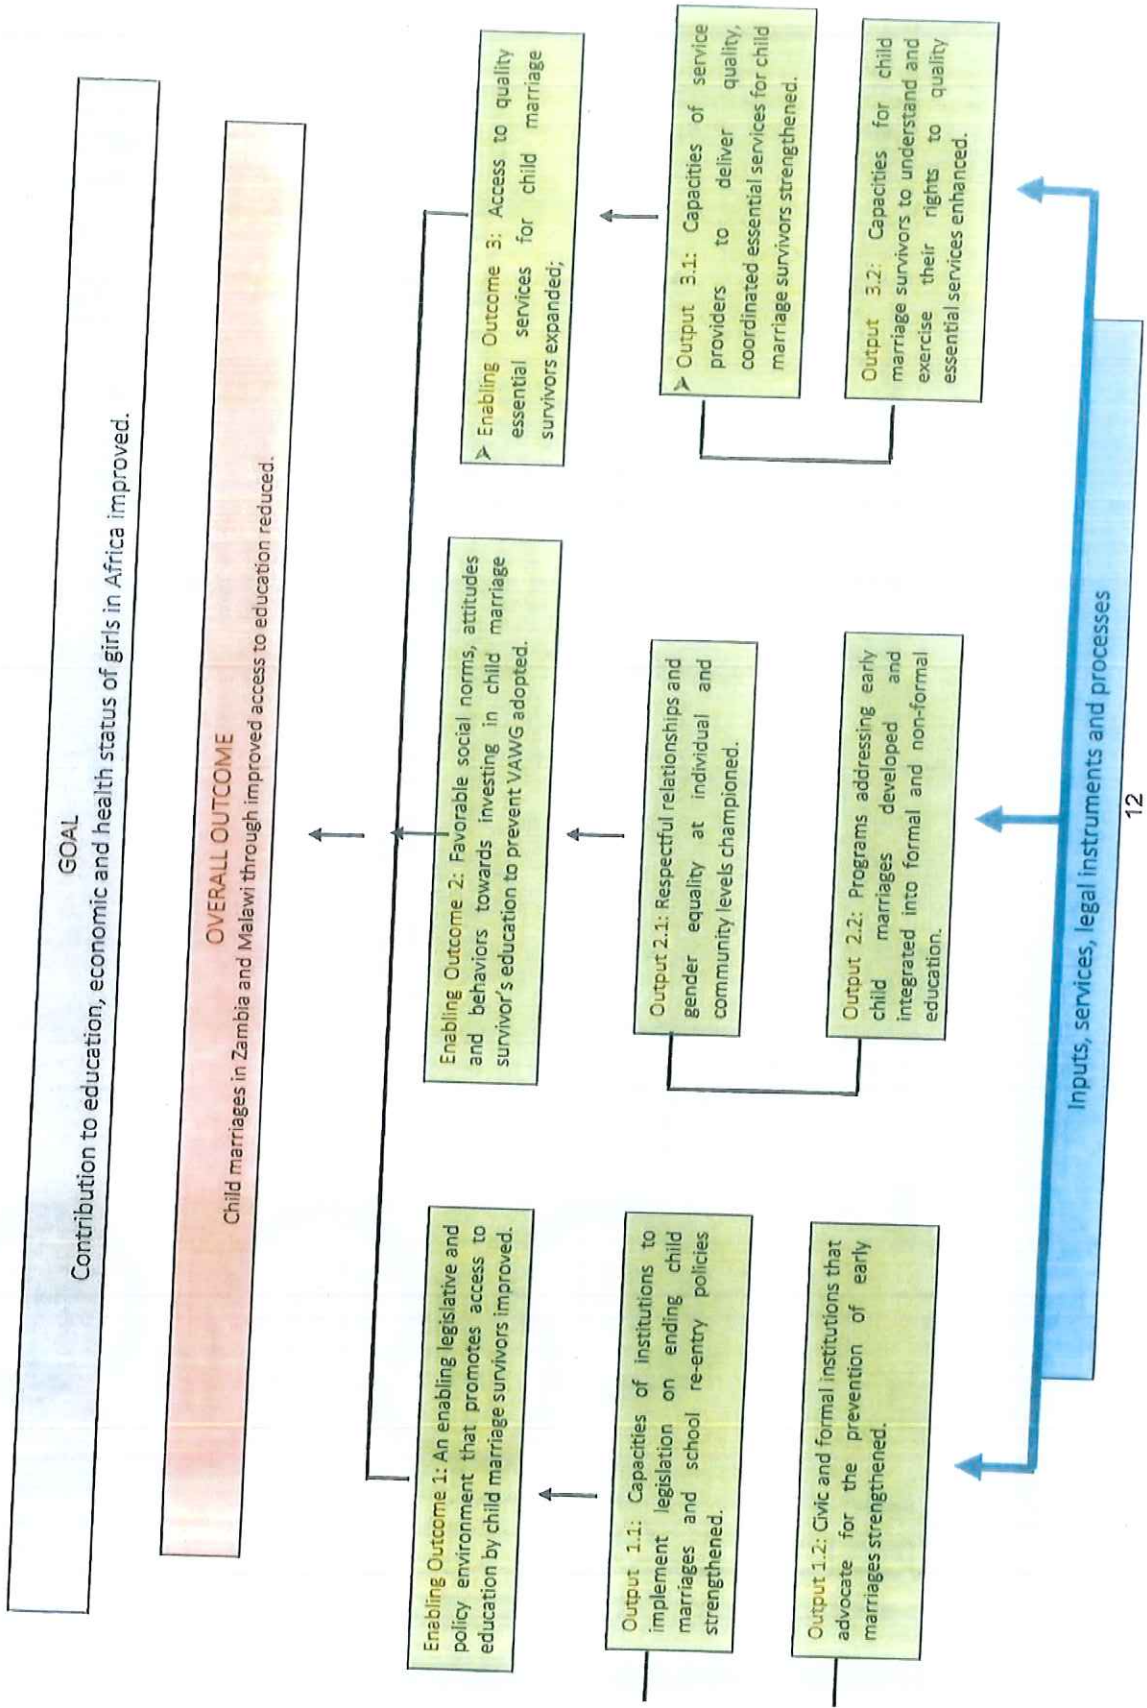 GOAL
Contribution to education, economic and health status of girls in Africa improved.
OVERALL OUTCOME
Child marriages in Zambia and Malawi through improved access to education reduced.
Enabling Outcome 1: An enabling legislative and
policy environment that promotes access to
education by child marriage survivors improved.
Enabling Outcome 2: Favorable social norms, attitudes
and behaviors towards investing in child marriage
survivor's education to prevent VAWG adopted.
➤ Enabling Outcome 3: Access to quality
essential services for child marriage
survivors expanded;
Output 1.1: Capacities of institutions to
implement legislation on ending child
marriages and school re-entry policies
strengthened.
Output 2.1: Respectful relationships and
gender equality at individual and
community levels championed.
➤ Output 3.1: Capacities of service
providers to deliver quality,
coordinated essential services for child
marriage survivors strengthened.
Output 1.2: Civic and formal institutions that
advocate for the prevention of early
marriages strengthened.
Output 2.2: Programs addressing early
child marriages developed and
integrated into formal and non-formal
education.
Output 3.2: Capacities for child
marriage survivors to understand and
exercise their rights to quality
essential services enhanced.
Inputs, services, legal instruments and processes
12